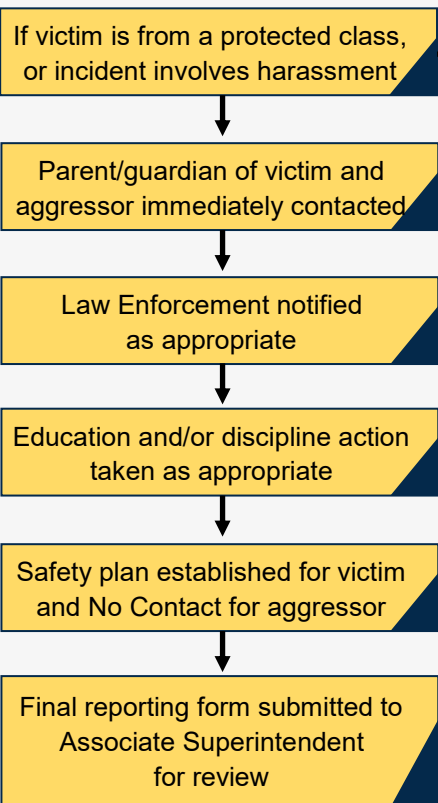 If victim is from a protected class,
or incident involves harassment
Parent/guardian of victim and
aggressor immediately contacted
Law Enforcement notified
as appropriate
Education and/or discipline action
taken as appropriate
Safety plan established for victim
and No Contact for aggressor
Final reporting form submitted to
Associate Superintendent
for review